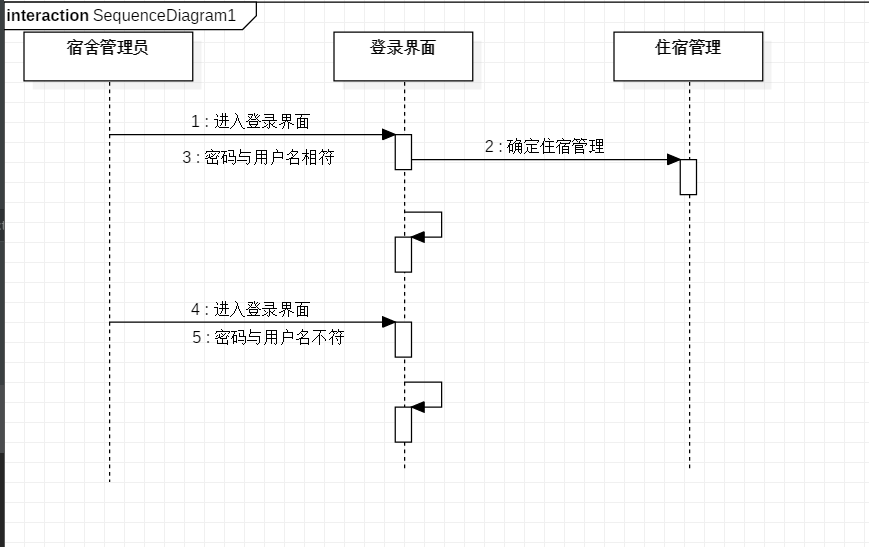 interaction SequenceDiagram1
宿舍管理员
登录界面
住宿管理
1 : 进入登录界面
2 : 确定住宿管理
3 : 密码与用户名相符
4 : 进入登录界面
5 : 密码与用户名不符